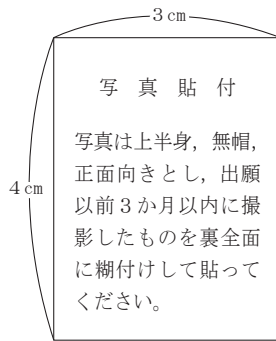 3cm
写真貼付
4cm
写真は上半身，無帽，
正面向きとし，出願
以前3か月以内に撮
影したものを裏全面
に糊付けして貼って
ください。